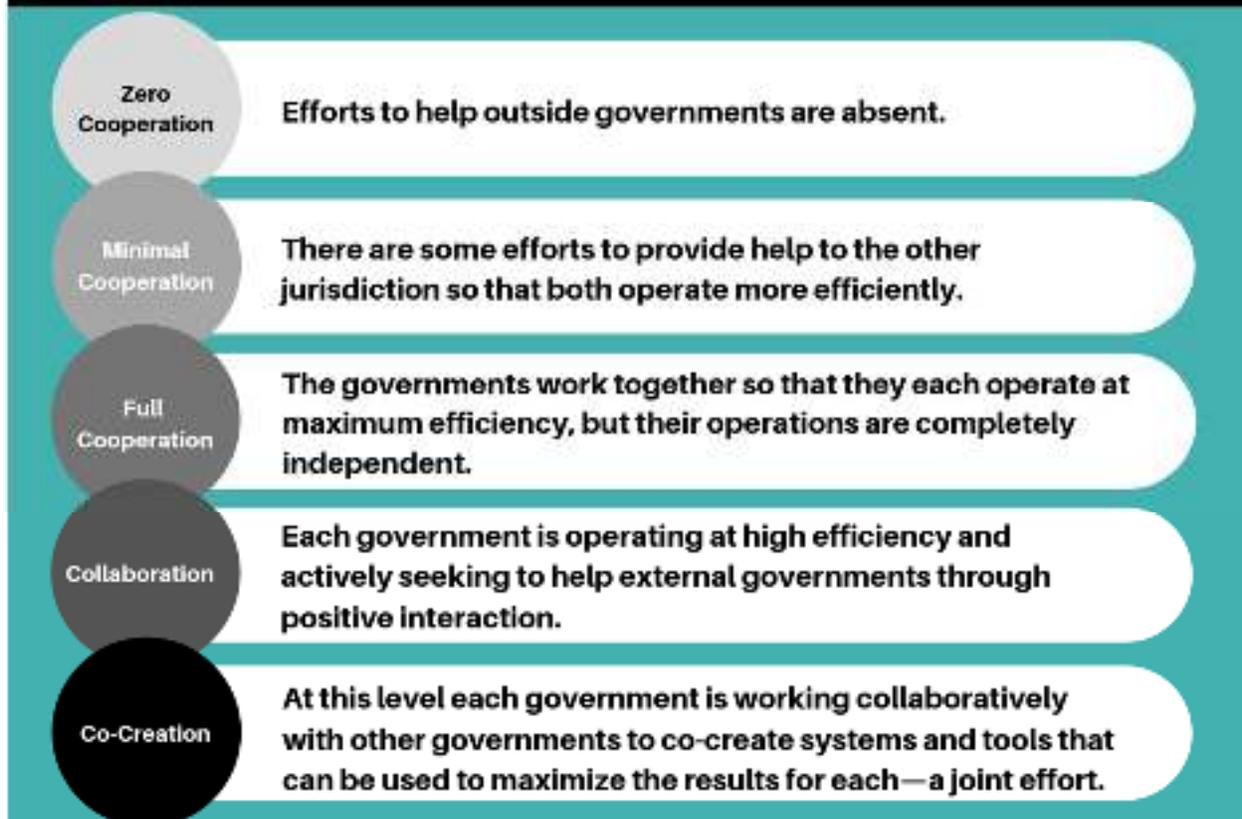 Zero
Cooperation
Efforts to help outside governments are absent.
Minimal
Cooperation
There are some efforts to provide help to the other
jurisdiction so that both operate more efficiently.
Full
Cooperation
The governments work together so that they each operate at
maximum efficiency, but their operations are completely
independent.
Collaboration
Each government is operating at high efficiency and
actively seeking to help external governments through
positive interaction.
Co-Creation
At this level each government is working collaboratively
with other governments to co-create systems and tools that
can be used to maximize the results for each—a joint effort.